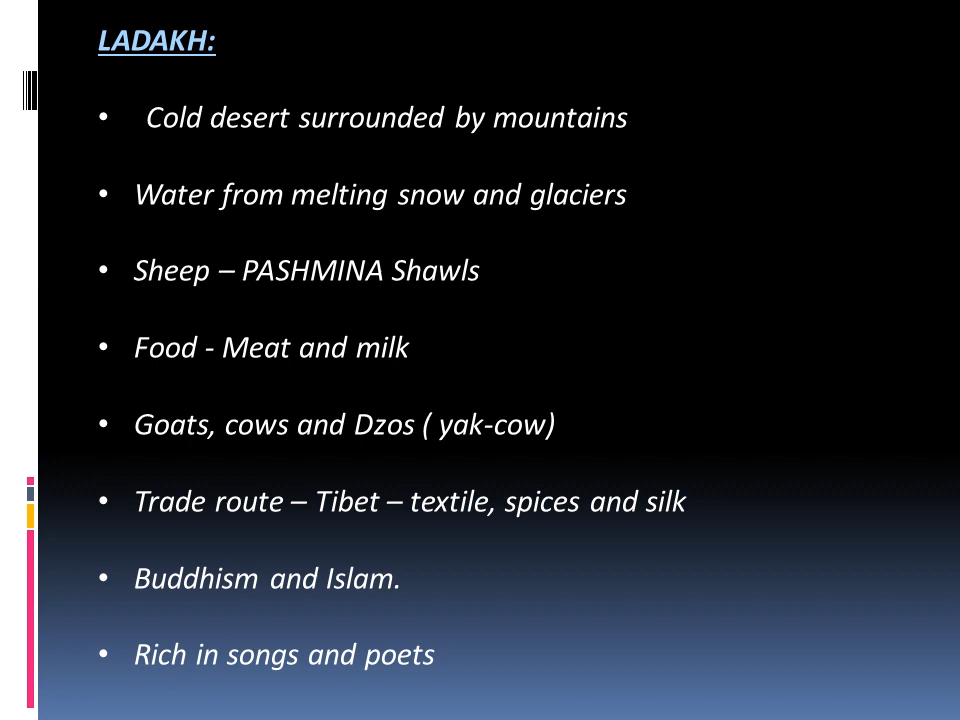 LADAKH:
• Cold desert surrounded by mountains
• Water from melting snow and glaciers
• Sheep – PASHMINA Shawls
• Food - Meat and milk
• Goats, cows and Dzos ( yak-cow)
• Trade route – Tibet – textile, spices and silk
• Buddhism and Islam.
• Rich in songs and poets